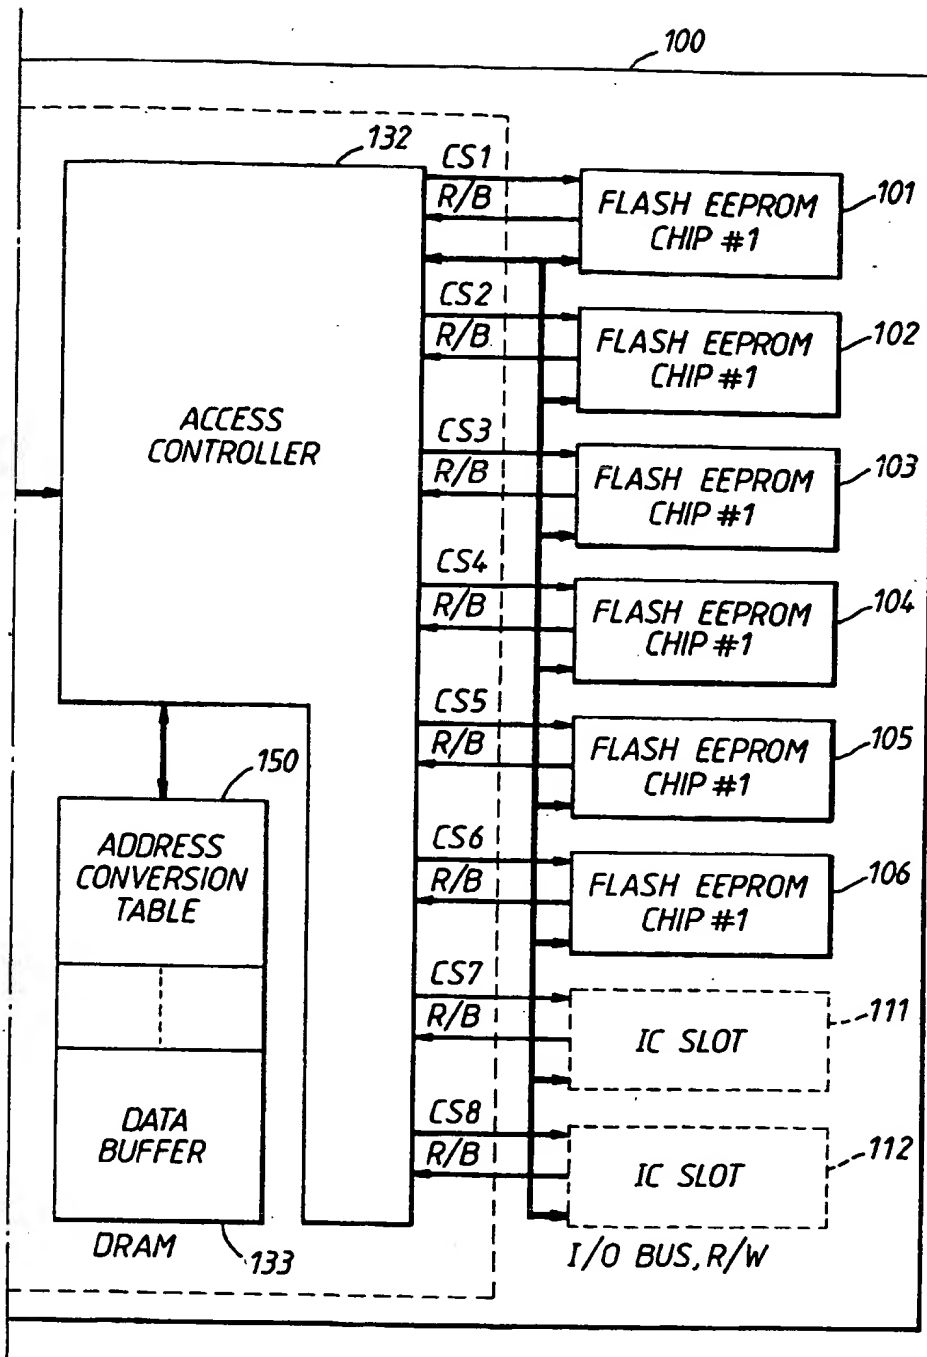 100
132
CS1
R/B
FLASH EEPROM
CHIP #1
101
CS2
R/B
FLASH EEPROM
CHIP #1
102
ACCESS
CONTROLLER
CS3
R/B
FLASH EEPROM
CHIP #1
103
CS4
R/B
FLASH EEPROM
CHIP #1
104
CS5
R/B
FLASH EEPROM
CHIP #1
105
150
ADDRESS
CONVERSION
TABLE
CS6
R/B
FLASH EEPROM
CHIP #1
106
CS7
R/B
IC SLOT
111
DATA
BUFFER
CS8
R/B
IC SLOT
112
DRAM
133
I/O BUS, R/W